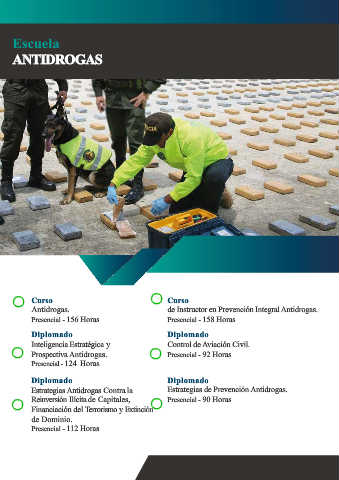 Escuela
ANTIDROGAS
Curso
Antidrogas.
Presencial - 156 Horas
Diplomado
Inteligencia Estratégica y
Prospectiva Antidrogas.
Presencial - 124 Horas
Diplomado
Estrategias Antidrogas Contra la
Reinversión Ilícita de Capitales,
Financiación del Terrorismo y Extinción
de Dominio.
Presencial - 112 Horas
Curso
de Instructor en Prevención Integral Antidrogas.
Presencial - 158 Horas
Diplomado
Control de Aviación Civil.
Presencial - 92 Horas
Diplomado
Estrategias de Prevención Antidrogas.
Presencial - 90 Horas